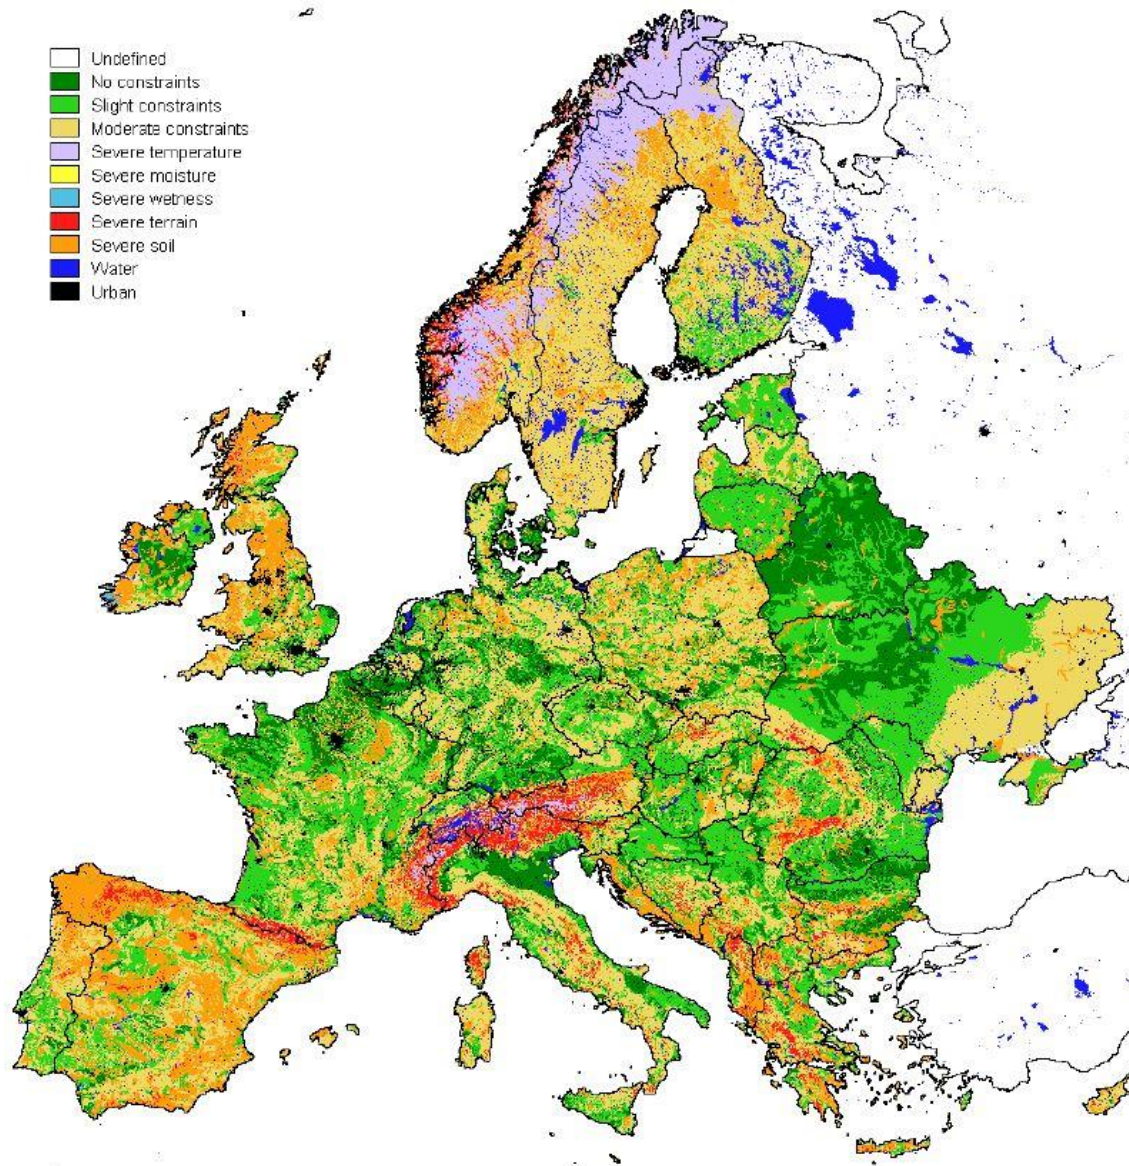 Undefined
No constraints
Slight constraints
Moderate constraints
Severe temperature
Severe moisture
Severe wetness
Severe terrain
Severe soil
Water
Urban